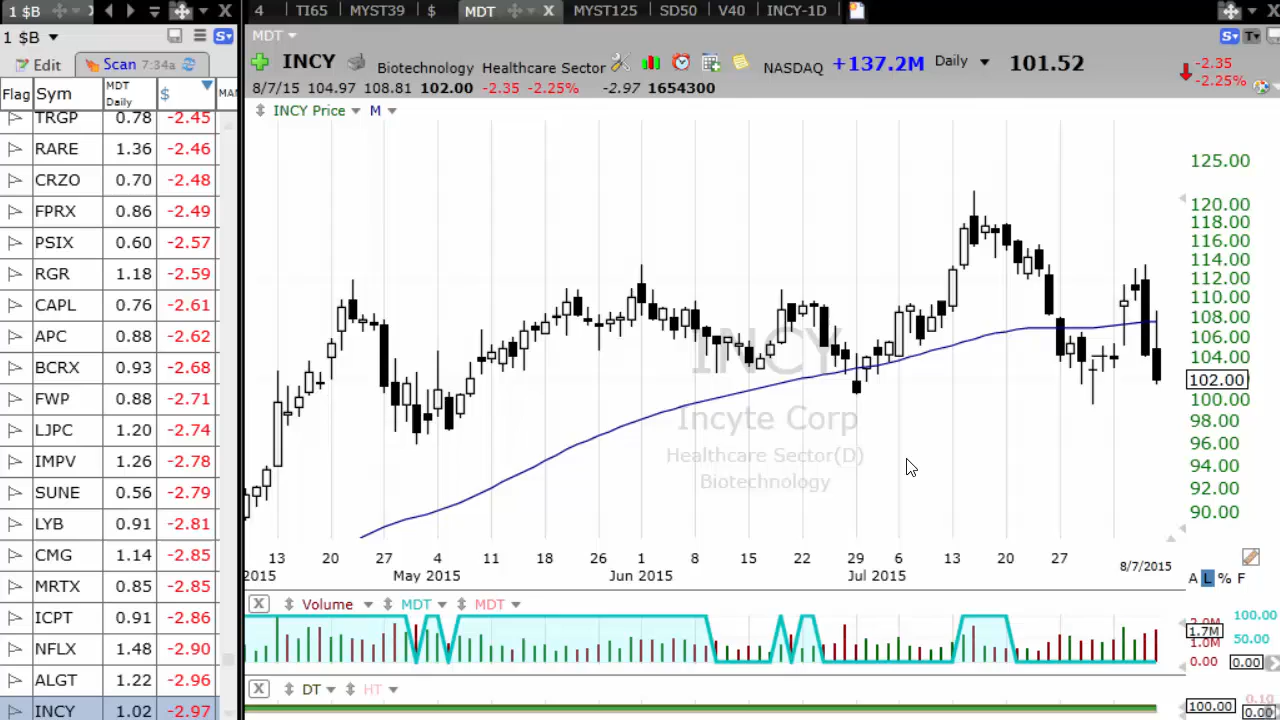 1 $B 4 TI65 MYST39 $ MDT X MYST125 SD50 V40 INCY-1D
1 $B S MDT S T
Edit Scan 7:34a INCY Biotechnology Healthcare Sector NASDAQ +137.2M Daily 101.52 -2.35 -2.25%
Flag Sym MDT Daily $ 8/7/15 104.97 108.81 102.00 -2.35 -2.25% -2.97 1654300
INCY Price M
TRGP 0.78 -2.45
RARE 1.36 -2.46
CRZO 0.70 -2.48
FPRX 0.86 -2.49
PSIX 0.60 -2.57
RGR 1.18 -2.59
CAPL 0.76 -2.61
APC 0.88 -2.62
BCRX 0.93 -2.68
FWP 0.88 -2.71
LJPC 1.20 -2.74
IMPV 1.26 -2.78
SUNE 0.56 -2.79
LYB 0.91 -2.81
CMG 1.14 -2.85
MRTX 0.85 -2.85
ICPT 0.91 -2.86
NFLX 1.48 -2.90
ALGT 1.22 -2.96
INCY 1.02 -2.97
125.00
120.00
118.00
116.00
114.00
112.00
110.00
108.00
106.00
104.00
102.00
100.00
98.00
96.00
94.00
92.00
90.00
INCY
Incyte Corp
Healthcare Sector(D)
Biotechnology
13 20 27 4 11 18 26 1 8 15 22 29 6 13 20 27 8/7/2015
2015 May 2015 Jun 2015 Jul 2015
A L % F
X Volume MDT MDT
100.00
1.7M
1.0M 50.00
0.00 0.00
X DT HT
100.00
0.00